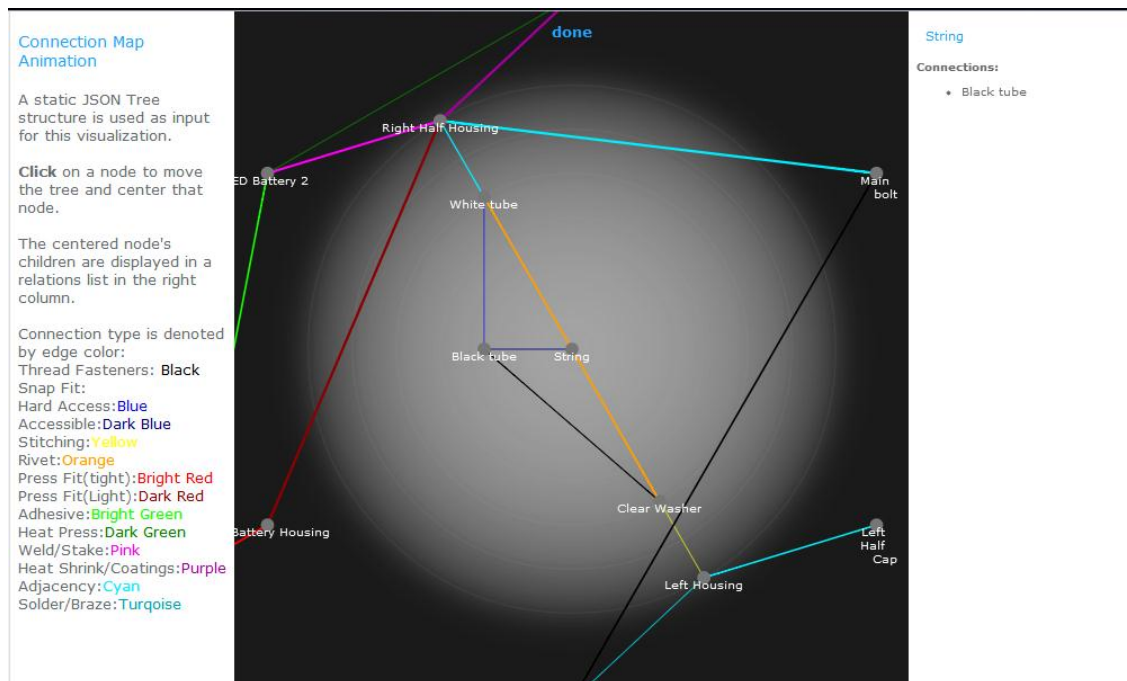 Connection Map
Animation
A static JSON Tree
structure is used as input
for this visualization.
Click on a node to move
the tree and center that
node.
The centered node's
children are displayed in a
relations list in the right
column.
Connection type is denoted
by edge color:
Thread Fasteners: Black
Snap Fit:
Hard Access:Blue
Accessible:Dark Blue
Stitching:Yellow
Rivet:Orange
Press Fit(tight):Bright Red
Press Fit(Light):Dark Red
Adhesive:Bright Green
Heat Press:Dark Green
Weld/Stake:Pink
Heat Shrink/Coatings:Purple
Adjacency:Cyan
Solder/Braze:Turqoise
done
Right Half Housing
ED Battery 2
Main
bolt
White tube
Black tube
String
Clear Washer
Battery Housing
Left
Half
Cap
Left Housing
String
Connections:
• Black tube